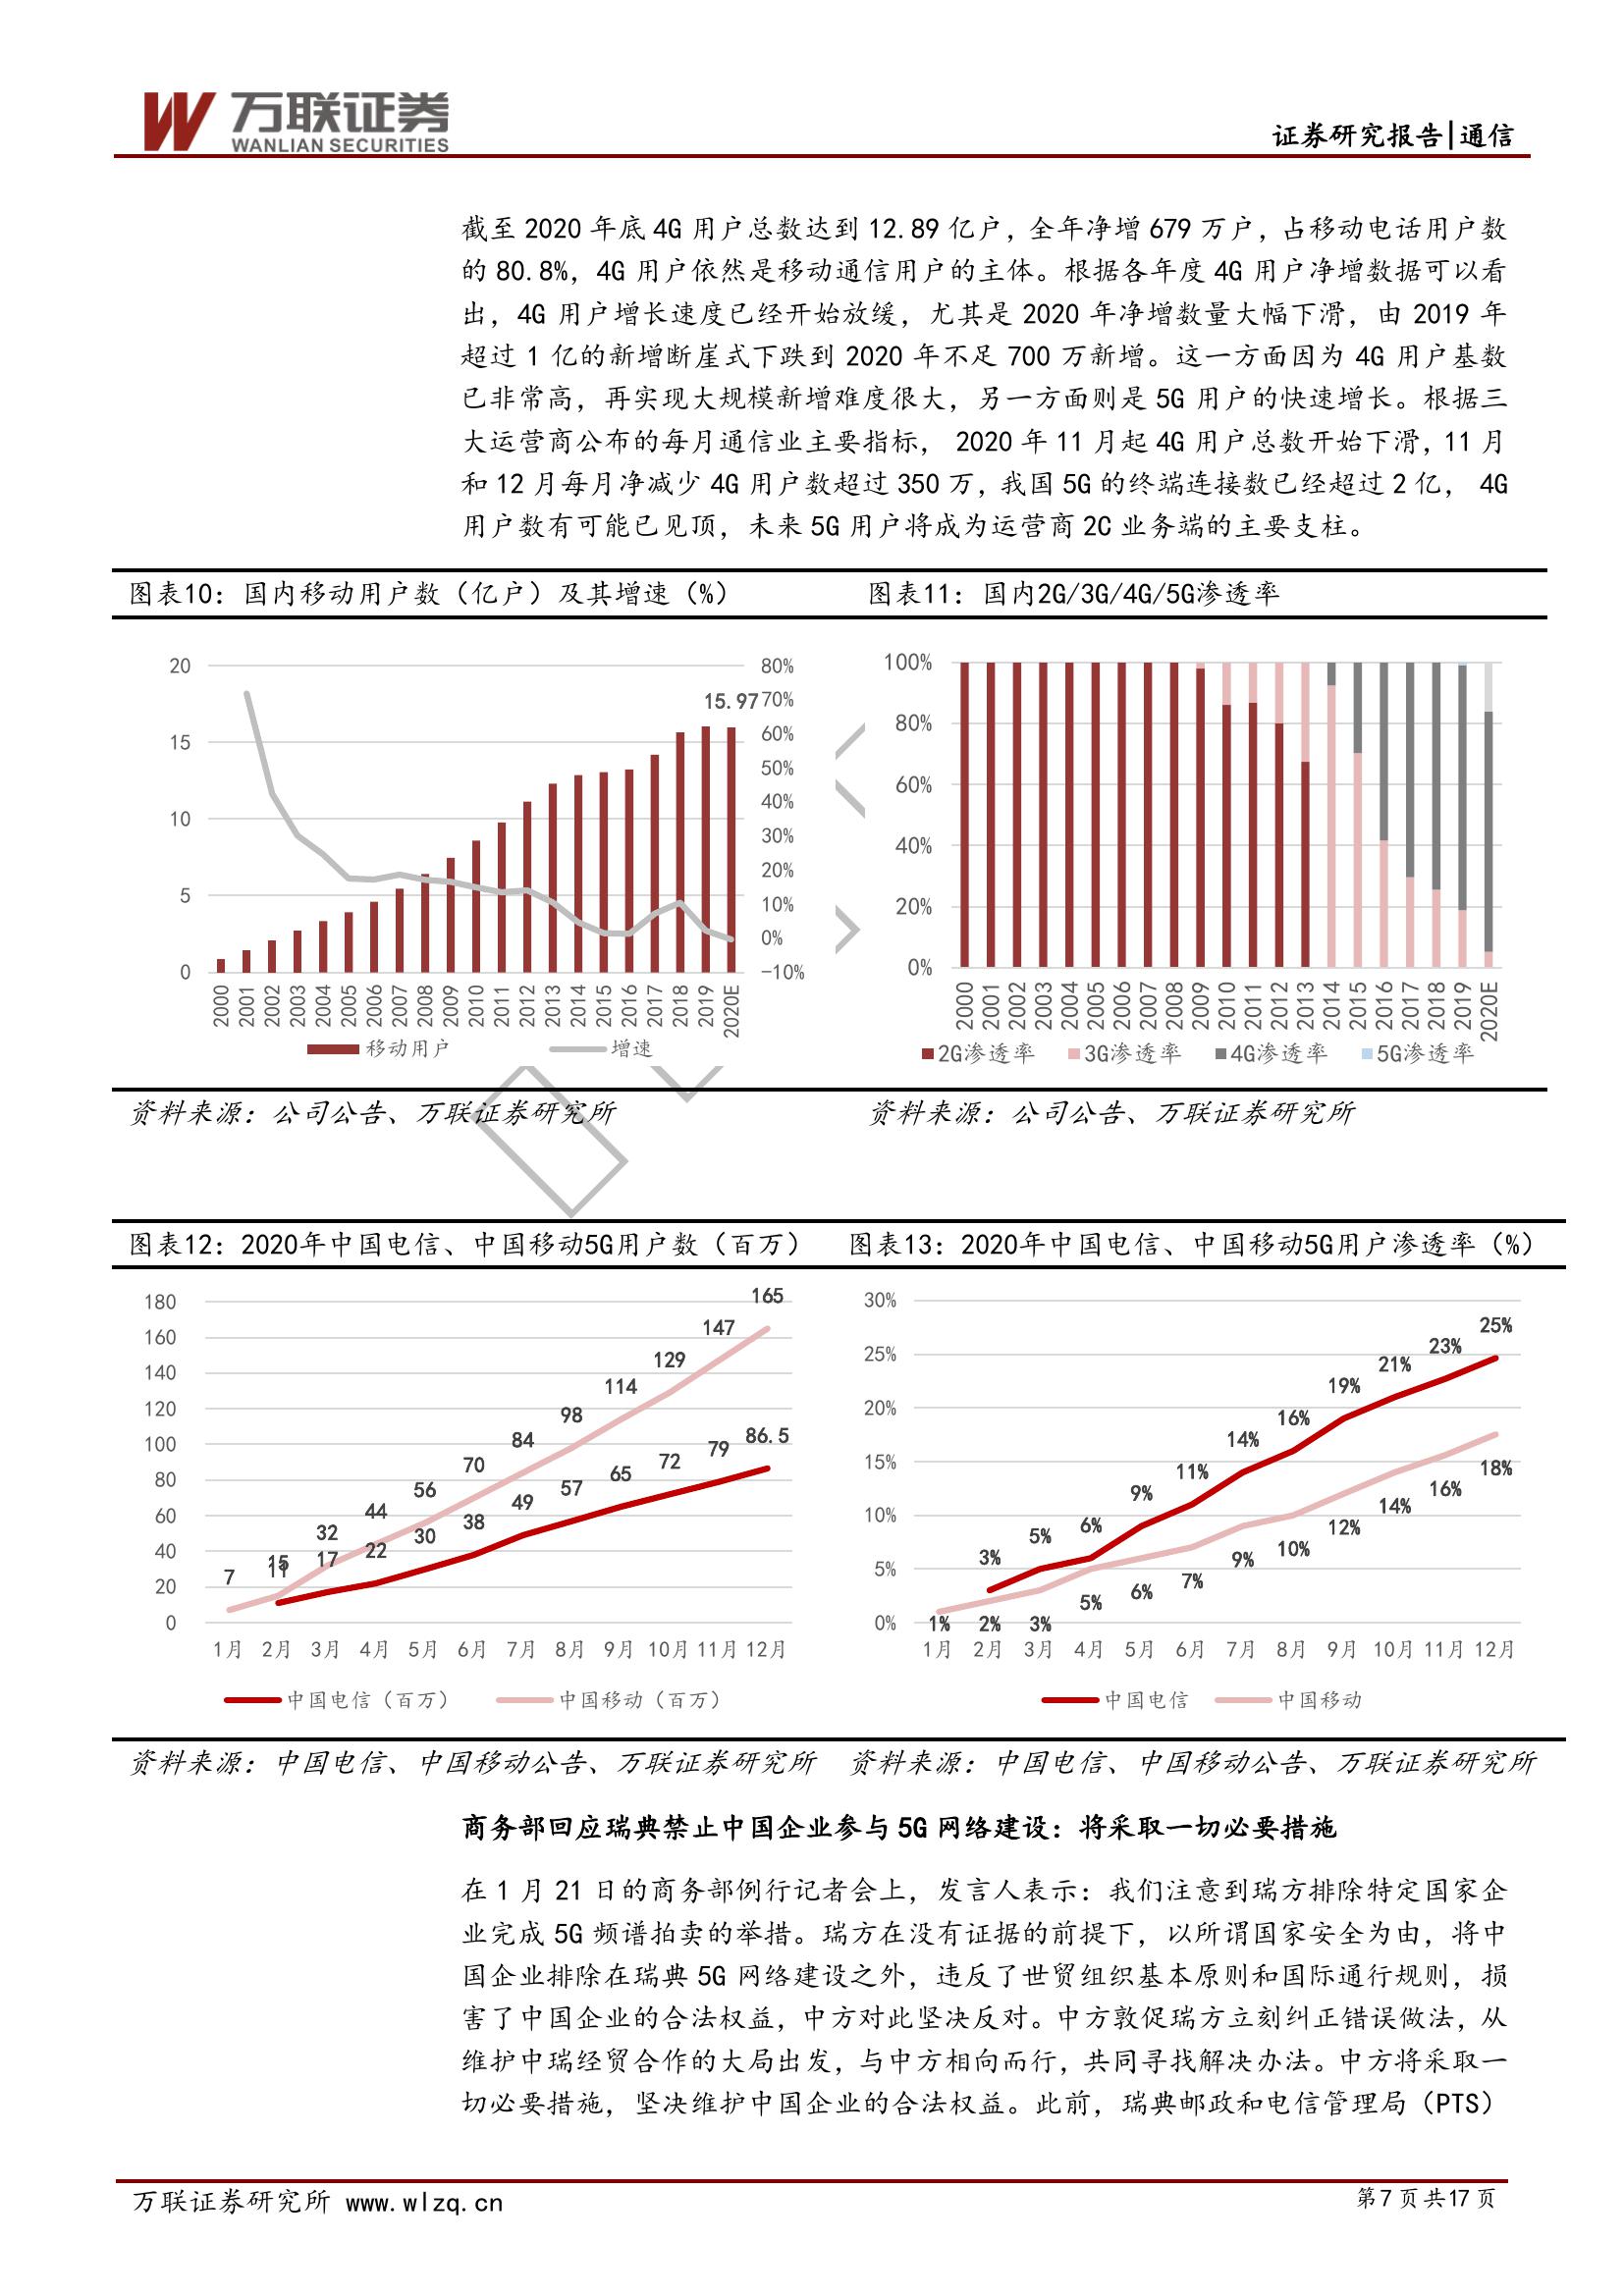 万联证券
WANLIAN SECURITIES
证券研究报告|通信
截至 2020 年底 4G 用户总数达到 12.89 亿户，全年净增 679 万户，占移动电话用户数
的 80.8%，4G 用户依然是移动通信用户的主体。根据各年度 4G 用户净增数据可以看
出，4G 用户增长速度已经开始放缓，尤其是 2020 年净增数量大幅下滑，由 2019 年
超过 1 亿的新增断崖式下跌到 2020 年不足 700 万新增。这一方面因为 4G 用户基数
已非常高，再实现大规模新增难度很大，另一方面则是 5G 用户的快速增长。根据三
大运营商公布的每月通信业主要指标， 2020 年 11 月起 4G 用户总数开始下滑，11 月
和 12 月每月净减少 4G 用户数超过 350 万，我国 5G 的终端连接数已经超过 2 亿， 4G
用户数有可能已见顶，未来 5G 用户将成为运营商 2C 业务端的主要支柱。
图表10：国内移动用户数（亿户）及其增速（%）
20
15
10
5
0
15.97
80%
70%
60%
50%
40%
30%
20%
10%
0%
-10%
2000 2001 2002 2003 2004 2005 2006 2007 2008 2009 2010 2011 2012 2013 2014 2015 2016 2017 2018 2019 2020E
移动用户 增速
资料来源：公司公告、万联证券研究所
图表11：国内2G/3G/4G/5G渗透率
100%
80%
60%
40%
20%
0%
2000 2001 2002 2003 2004 2005 2006 2007 2008 2009 2010 2011 2012 2013 2014 2015 2016 2017 2018 2019 2020E
2G渗透率 3G渗透率 4G渗透率 5G渗透率
资料来源：公司公告、万联证券研究所
图表12：2020年中国电信、中国移动5G用户数（百万）
180
160
140
120
100
80
60
40
20
0
7 15 32 44 56 70 84 98 114 129 147 165
11 17 22 30 38 49 57 65 72 79 86.5
1月 2月 3月 4月 5月 6月 7月 8月 9月 10月 11月 12月
中国电信（百万） 中国移动（百万）
资料来源：中国电信、中国移动公告、万联证券研究所
图表13：2020年中国电信、中国移动5G用户渗透率（%）
30%
25%
20%
15%
10%
5%
0%
3% 5% 6% 9% 11% 14% 16% 19% 21% 23% 25%
1% 2% 3% 5% 6% 7% 9% 10% 12% 14% 16% 18%
1月 2月 3月 4月 5月 6月 7月 8月 9月 10月 11月 12月
中国电信 中国移动
资料来源：中国电信、中国移动公告、万联证券研究所
商务部回应瑞典禁止中国企业参与 5G 网络建设：将采取一切必要措施
在 1 月 21 日的商务部例行记者会上，发言人表示：我们注意到瑞方排除特定国家企
业完成 5G 频谱拍卖的举措。瑞方在没有证据的前提下，以所谓国家安全为由，将中
国企业排除在瑞典 5G 网络建设之外，违反了世贸组织基本原则和国际通行规则，损
害了中国企业的合法权益，中方对此坚决反对。中方敦促瑞方立刻纠正错误做法，从
维护中瑞经贸合作的大局出发，与中方相向而行，共同寻找解决办法。中方将采取一
切必要措施，坚决维护中国企业的合法权益。此前，瑞典邮政和电信管理局（PTS）
万联证券研究所 www.wlzq.cn
第 7 页 共 17 页